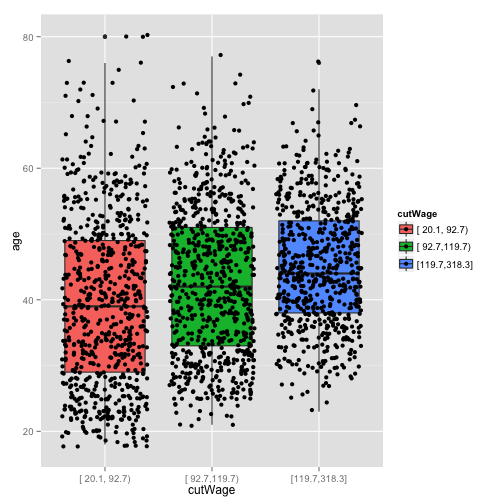 80
60
40
20
age
[ 20.1, 92.7)
[ 92.7,119.7)
[119.7,318.3]
cutWage
cutWage
[ 20.1, 92.7)
[ 92.7,119.7)
[119.7,318.3]